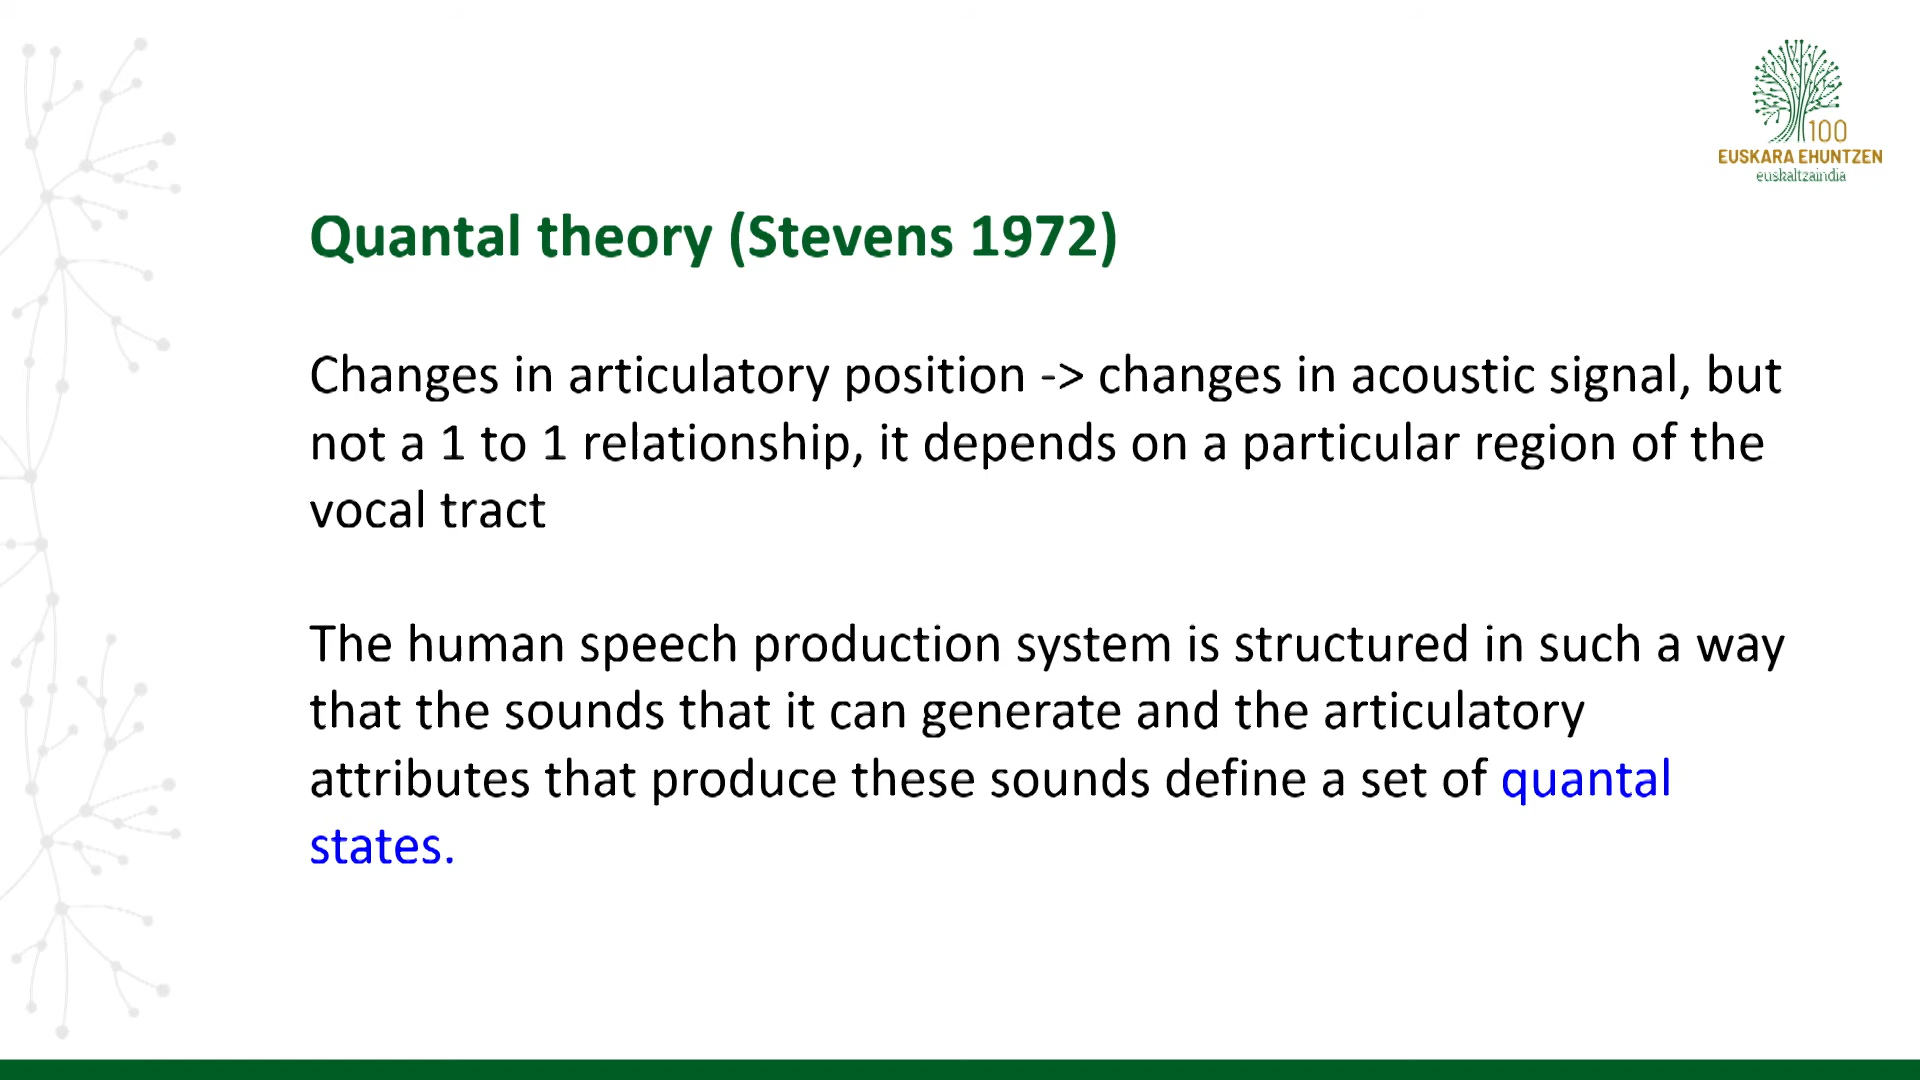 100
EUSKARA EHUNTZEN
euskaltzaindia
Quantal theory (Stevens 1972)
Changes in articulatory position -> changes in acoustic signal, but
not a 1 to 1 relationship, it depends on a particular region of the
vocal tract
The human speech production system is structured in such a way
that the sounds that it can generate and the articulatory
attributes that produce these sounds define a set of quantal
states.